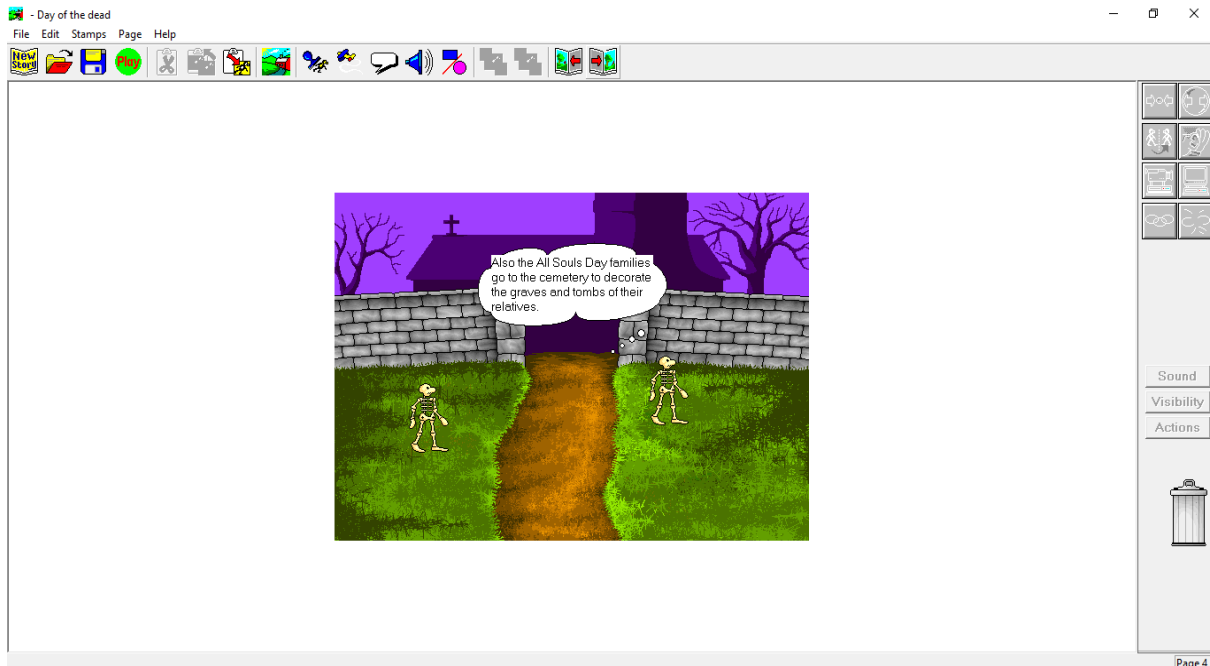 - Day of the dead
File Edit Stamps Page Help
New Story Play
Also the All Souls Day families
go to the cemetery to decorate
the graves and tombs of their
relatives.
Sound
Visibility
Actions
Page 4